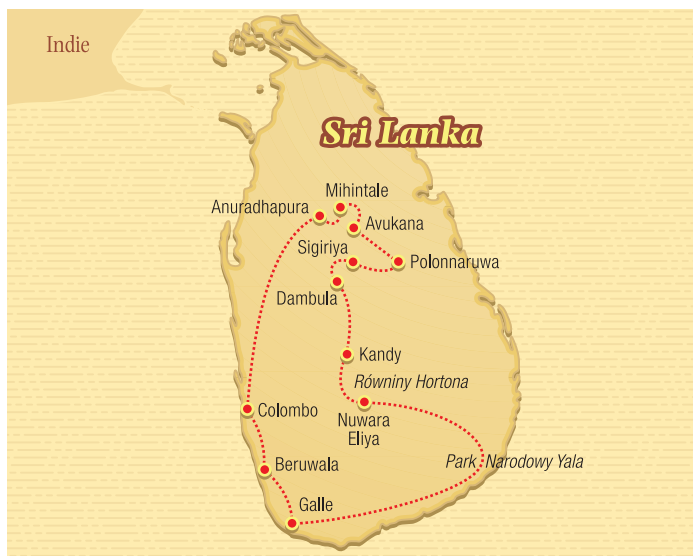 Indie
Sri Lanka
Mihintale
Anuradhapura
Avukana
Sigiriya
Polonnaruwa
Dambula
Kandy
Równiny Hortona
Colombo
Nuwara
Eliya
Beruwala
Park Narodowy Yala
Galle